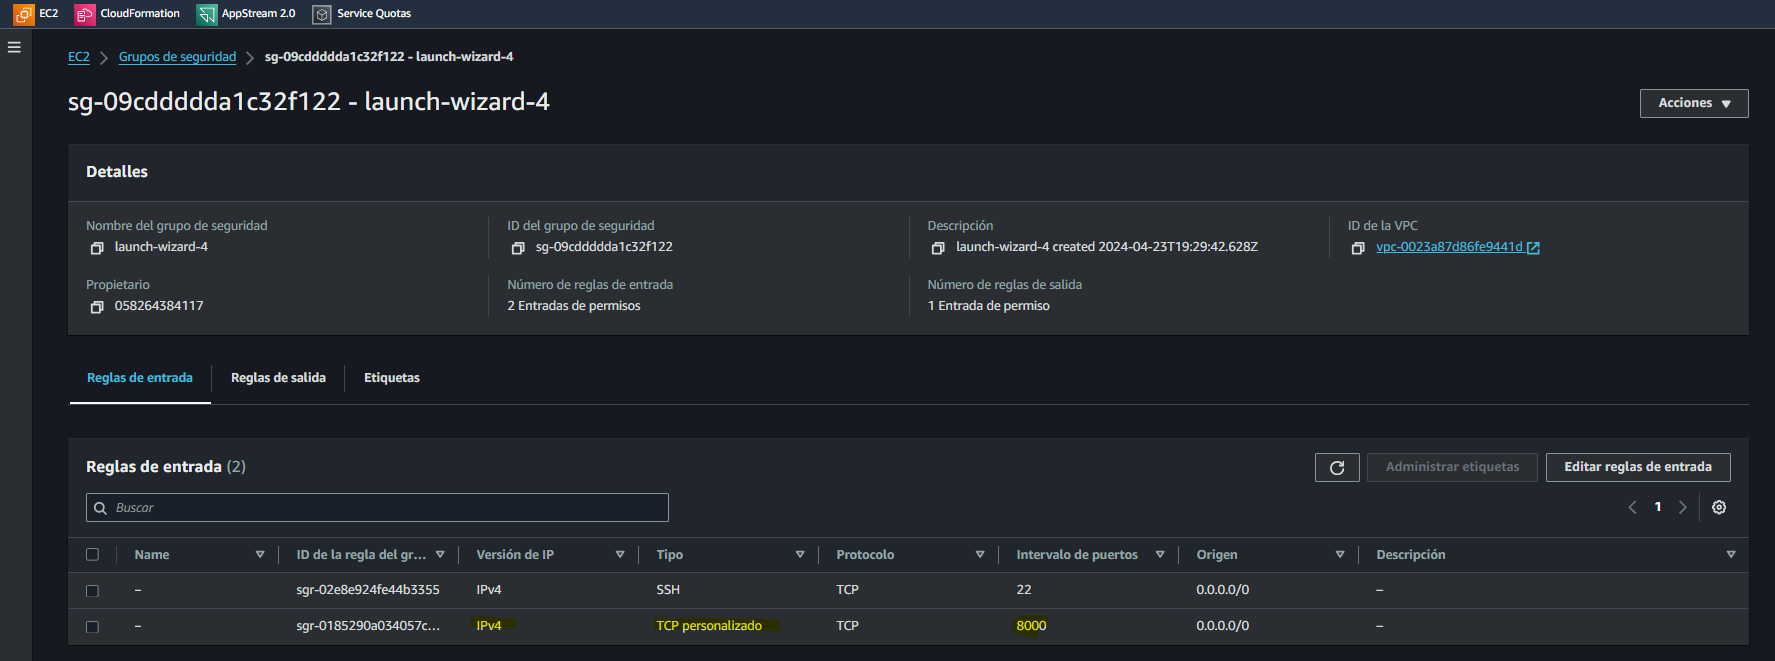 EC2 CloudFormation AppStream 2.0 Service Quotas
EC2 Grupos de seguridad sg-09cddddda1c32f122 - launch-wizard-4
sg-09cddddda1c32f122 - launch-wizard-4
Acciones
Detalles
Nombre del grupo de seguridad
launch-wizard-4
ID del grupo de seguridad
sg-09cddddda1c32f122
Descripción
launch-wizard-4 created 2024-04-23T19:29:42.628Z
ID de la VPC
vpc-0023a87d86fe9441d
Propietario
058264384117
Número de reglas de entrada
2 Entradas de permisos
Número de reglas de salida
1 Entrada de permiso
Reglas de entrada Reglas de salida Etiquetas
Reglas de entrada (2)
Administrar etiquetas Editar reglas de entrada
Buscar
1
Name ID de la regla del gr... Versión de IP Tipo Protocolo Intervalo de puertos Origen Descripción
– sgr-02e8e924fe44b3355 IPv4 SSH TCP 22 0.0.0.0/0 –
– sgr-0185290a034057c... IPv4 TCP personalizado TCP 8000 0.0.0.0/0 –